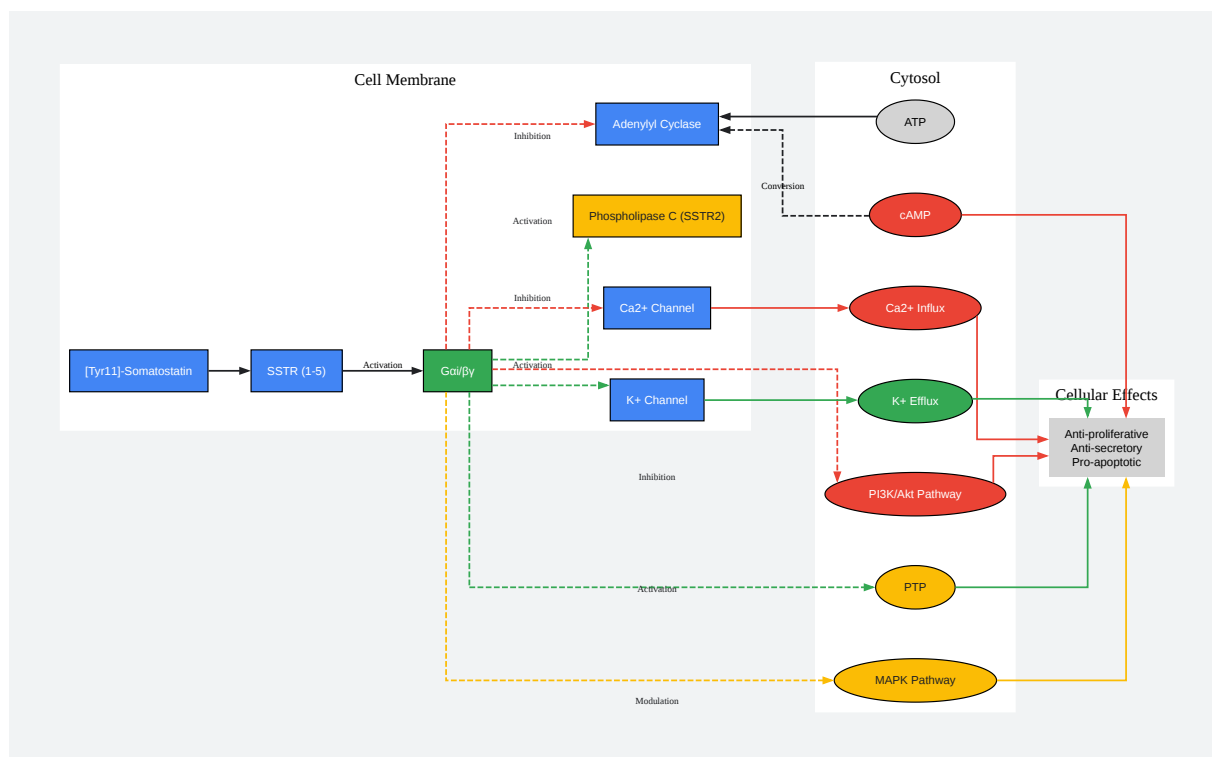 Cell Membrane
Cytosol
Adenylyl Cyclase
ATP
Inhibition
Conversion
Phospholipase C (SSTR2)
Activation
cAMP
Inhibition
Ca2+ Channel
Ca2+ Influx
[Tyr11]-Somatostatin
SSTR (1-5)
Activation
Gαi/βγ
Activation
K+ Channel
K+ Efflux
Cellular Effects
Anti-proliferative
Anti-secretory
Pro-apoptotic
Inhibition
PI3K/Akt Pathway
Activation
PTP
MAPK Pathway
Modulation